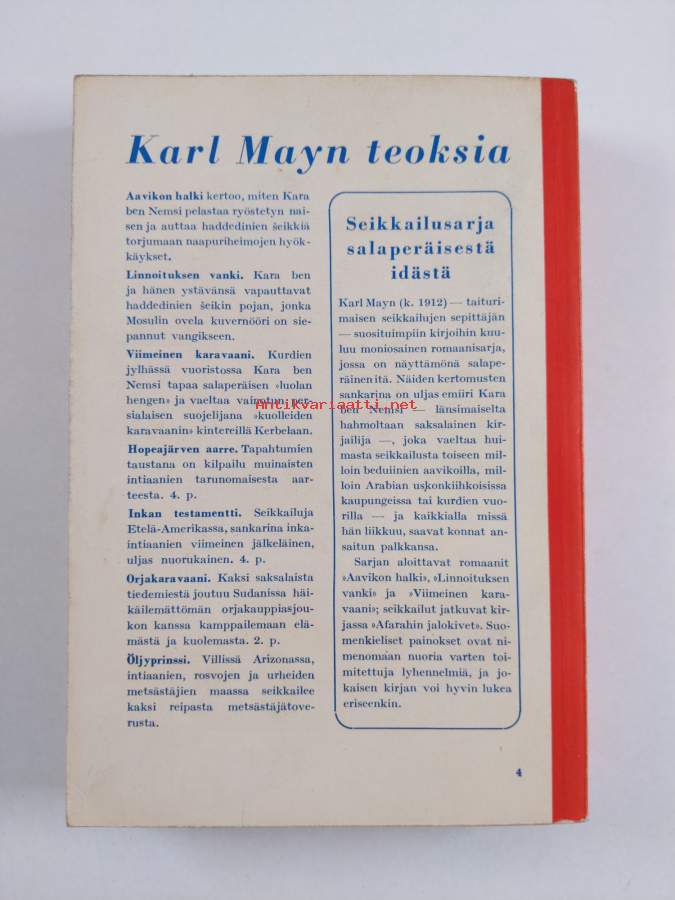 Karl Mayn teoksia
Aavikon halki kertoo, miten Kara
ben Nemsi pelastaa ryöstetyn nai-
sen ja auttaa haddedinien šeikkiä
torjumaan naapuriheimojen hyök-
käykset.
Linnoituksen vanki. Kara ben
ja hänen ystävänsä vapauttavat
haddedinien šeikin pojan, jonka
Mosulin ovela kuvernööri on sie-
pannut vangikseen.
Viimeinen karavaani. Kurdien
jylhässä vuoristossa Kara ben
Nemsi tapaa salaperäisen »luolan
hengen» ja vaeltaa vainotun per-
sialaisen suojelijana »kuolleiden
karavaanin» kintereillä Kerbelaan.
Hopeajärven aarre. Tapahtumien
taustana on kilpailu muinaisten
intiaanien tarunomaisesta aar-
teesta. 4. p.
Inkan testamentti. Seikkailuja
Etelä-Amerikassa, sankarina inka-
intiaanien viimeinen jälkeläinen,
uljas nuorukainen. 4. p.
Orjakaravaani. Kaksi saksalaista
tiedemiestä joutuu Sudanissa häi-
käilemättömän orjakauppiasjou-
kon kanssa kamppailemaan elä-
mästä ja kuolemasta. 2. p.
Öljyprinssi. Villissä Arizonassa,
intiaanien, rosvojen ja urheiden
metsästäjien maassa seikkailee
kaksi reipasta metsästäjätove-
rusta.
Seikkailusarja
salaperäisestä
idästä
Karl Mayn (k. 1912) — taituri-
maisen seikkailujen sepittäjän
— suosituimpiin kirjoihin kuu-
luu moniosainen romaanisarja,
jossa on näyttämönä salape-
räinen itä. Näiden kertomusten
sankarina on uljas emiiri Kara
ben Nemsi — länsimaiselta
hahmoltaan saksalainen kir-
jailija —, joka vaeltaa hui-
masta seikkailusta toiseen mil-
loin beduiinien aavikoilla, mil-
loin Arabian uskonkiihkoisissa
kaupungeissa tai kurdien vuo-
rilla — ja kaikkialla missä
hän liikkuu, saavat konnat an-
saitun palkkansa.
Sarjan aloittavat romaanit
»Aavikon halki», »Linnoituksen
vanki» ja »Viimeinen kara-
vaani»; seikkailut jatkuvat kir-
jassa »Afarahin jalokivet». Suo-
menkieliset painokset ovat ni-
menomaan nuoria varten toi-
mitettuja lyhennelmiä, ja jo-
kaisen kirjan voi hyvin lukea
eriseenkin.
4
Antikvariaatti.net